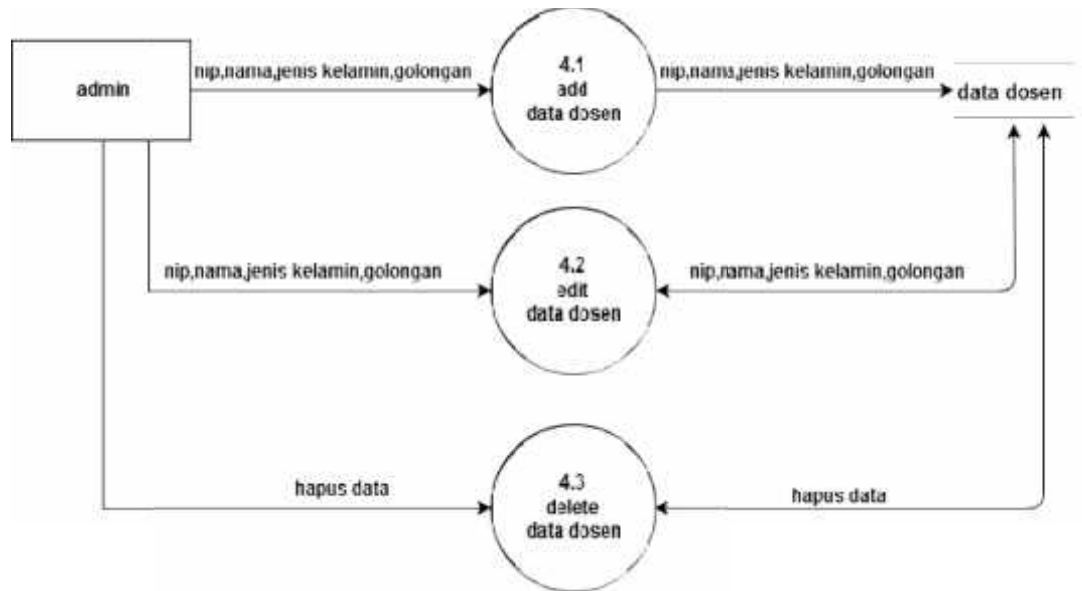 admin
nip,nama,jenis kelamin,golongan
4.1
add
data dosen
nip,nama,jenis kelamin,golongan
data dosen
nip,nama,jenis kelamin,golongan
4.2
edit
data dosen
nip,nama,jenis kelamin,golongan
hapus data
4.3
delete
data dosen
hapus data